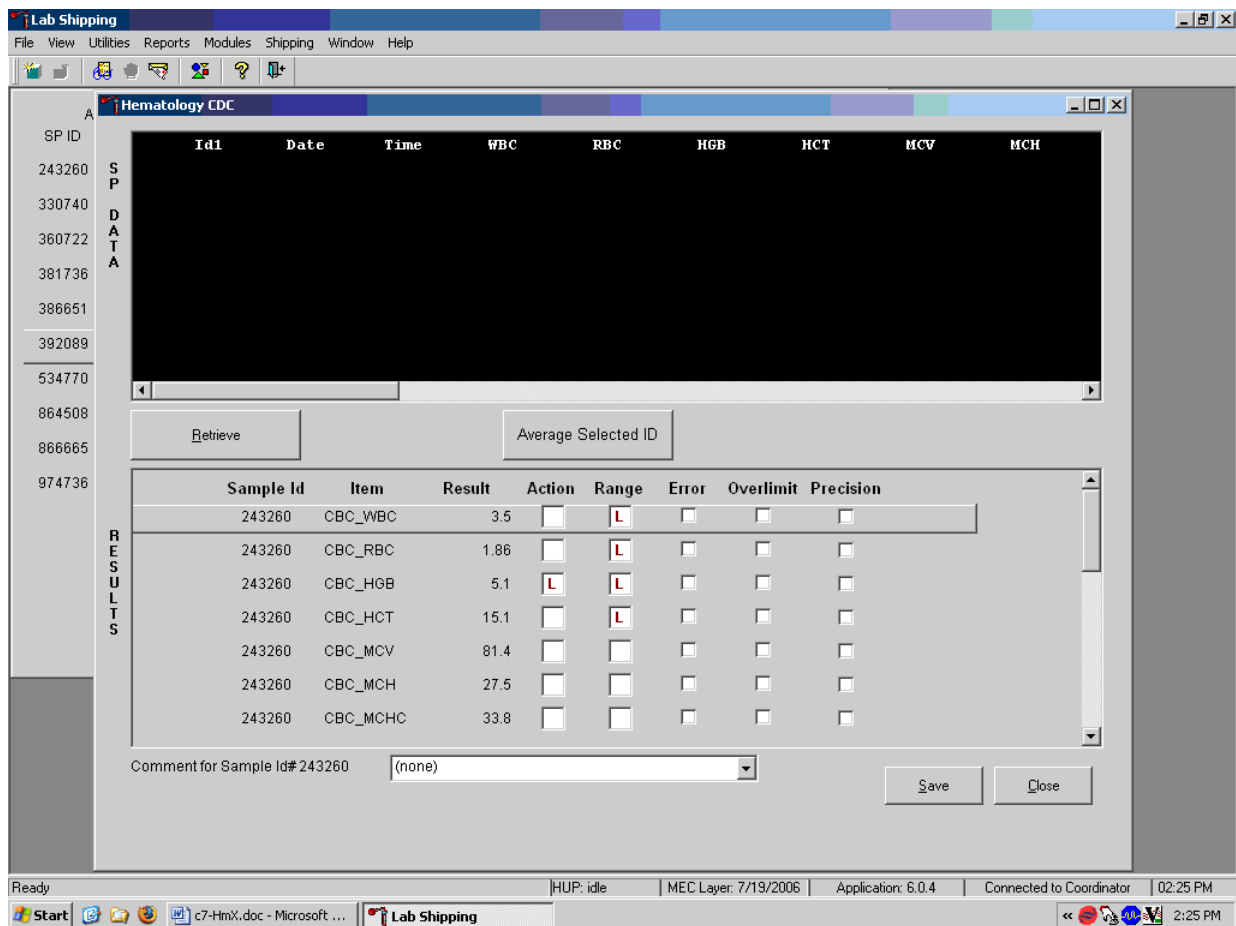 Lab Shipping
File View Utilities Reports Modules Shipping Window Help
Hematology CDC
A
SP ID
243260
330740
360722
381736
386651
392089
534770
864508
866665
974736
SP DATA
Id1 Date Time WBC RBC HGB HCT MCV MCH
Retrieve Average Selected ID
RESULTS
Sample Id Item Result Action Range Error Overlimit Precision
243260 CBC_WBC 3.5 L
243260 CBC_RBC 1.86 L
243260 CBC_HGB 5.1 L L
243260 CBC_HCT 15.1 L
243260 CBC_MCV 81.4
243260 CBC_MCH 27.5
243260 CBC_MCHC 33.8
Comment for Sample Id# 243260 (none)
Save Close
Ready HUP: idle MEC Layer: 7/19/2006 Application: 6.0.4 Connected to Coordinator 02:25 PM
Start c7-HmX.doc - Microsoft ... Lab Shipping « 2:25 PM